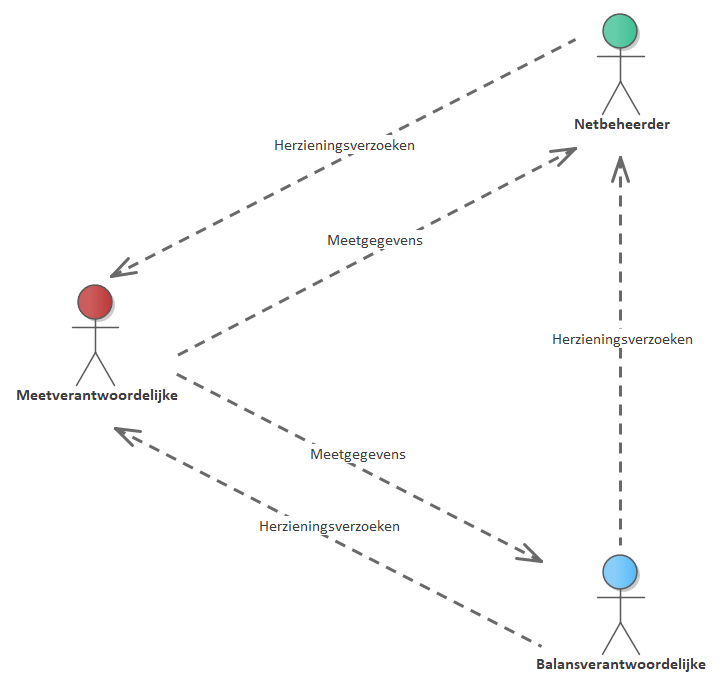 Netbeheerder
Herzieningsverzoeken
Meetgegevens
Herzieningsverzoeken
Meetverantwoordelijke
Meetgegevens
Herzieningsverzoeken
Balansverantwoordelijke